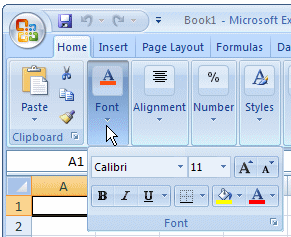 Book1 - Microsoft Ex
Home Insert Page Layout Formulas Da
Paste Font Alignment Number Styles
Clipboard
A1
Calibri 11 A A
B I U A
Font
A
1
2